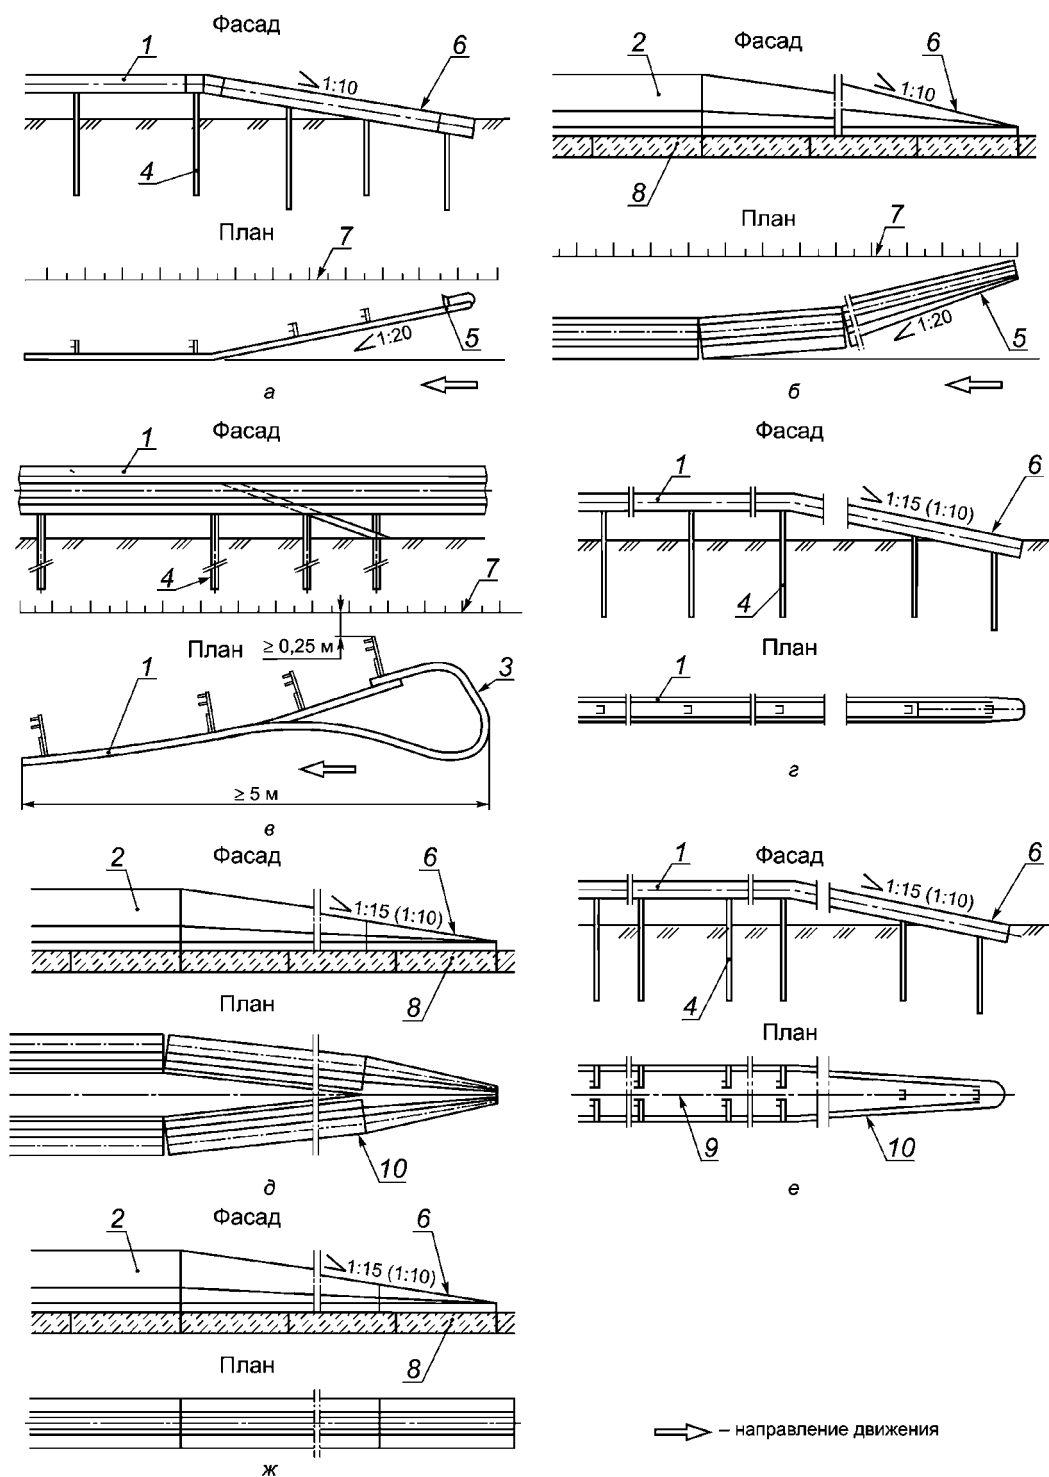 Фасад
1
6
1:10
4
План
7
1:20
5
а
Фасад
2
6
1:10
8
План
7
1:20
5
б
Фасад
1
4
7
План
≥ 0,25 м
1
3
≥ 5 м
в
Фасад
1
6
1:15 (1:10)
4
План
1
г
Фасад
2
6
1:15 (1:10)
8
План
10
д
Фасад
1
6
1:15 (1:10)
4
План
9
10
е
Фасад
2
6
1:15 (1:10)
8
План
ж
– направление движения